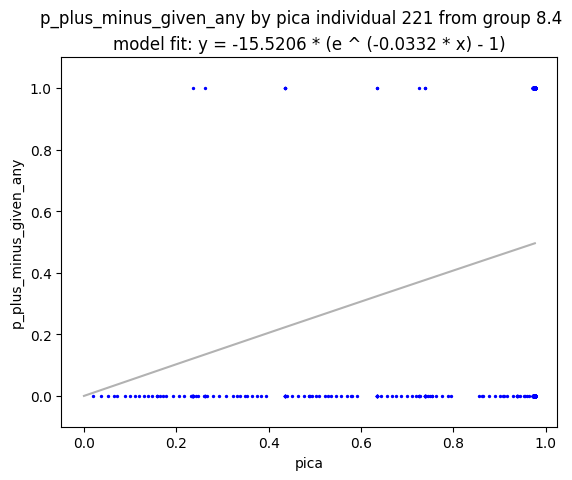 p_plus_minus_given_any by pica individual 221 from group 8.4
model fit: y = -15.5206 * (e ^ (-0.0332 * x) - 1)
p_plus_minus_given_any
1.0
0.8
0.6
0.4
0.2
0.0
0.0 0.2 0.4 0.6 0.8 1.0
pica